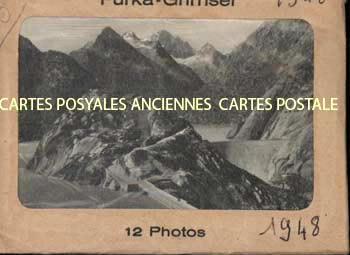 Furka-Grimsel
CARTES POSYALES ANCIENNES CARTES POSTALE
12 Photos
1948